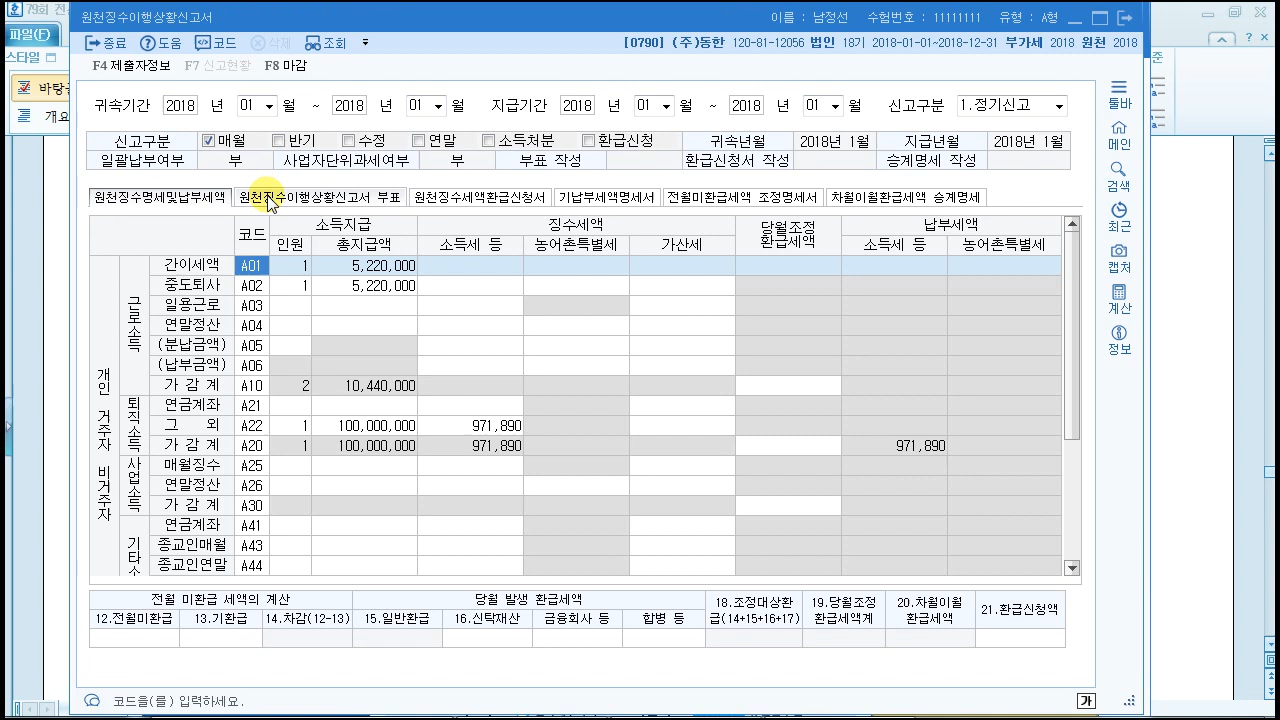 79회 전
파일(F)
스타일
바탕
개요
원천징수이행상황신고서 이름 : 남정선 수험번호 : 11111111 유형 : A형
종료 도움 코드 삭제 조회 [0790] (주)동학 법인 18기 2018-01-01~2018-12-31 부가세 2018 원천 2018
F4 제출자정보 F7 신고현황 F8 마감
귀속기간 2018 년 01 월 ~ 2018 년 01 지급기 2018 년 01 2018 년 01 월 고구분 1.정기신고
신고구분 매월 반기 수정 연말 소득처분 환급신청 년월 2018년 1월 지급년월 2018년 1월
일괄납부여부 부 사업자단위과세여부 부 부표 작성 환급신청서 작성 승계명세 작성
원천징수명세및납부세액 원천징수이행상황신고서 부표 원천징수세액환급신청서 기납부세액명세서 전월미환급세액 조정명세서 차월이월환급세액 승계명세
코드 소득지급 징수세액 당월조정 환급세액 납부세액
인원 총지급액 소득세 등 농어촌특별세 가산세 소득세 등 농어촌특별세
개인 거주자 비거주자
근로소득
간이세액 A01 1 5,220,000
중도퇴사 A02 1 5,220,000
일용근로 A03
연말정산 A04
(분납금액) A05
(납부금액) A06
가 감 계 A10 2 10,440,000
퇴직소득
연금계좌 A21
그 외 A22 1 100,000,000 971,890
가 감 계 A20 1 100,000,000 971,890 971,890
사업소득
매월징수 A25
연말정산 A26
가 감 계 A30
기타소
연금계좌 A41
종교인매월 A43
종교인연말 A44
전월 미환급 세액의 계산 당월 발생 환급세액 18.조정대상환급(14+15+16+17) 19.당월조정 환급세액계 20.차월이월 환급세액 21.환급신청액
12.전월미환급 13.기환급 14.차감(12-13) 15.일반환급 16.신탁재산 금융회사 등 합병 등
코드을(를) 입력하세요.
가
툴바
메인
검색
최근
캡처
계산
정보
준